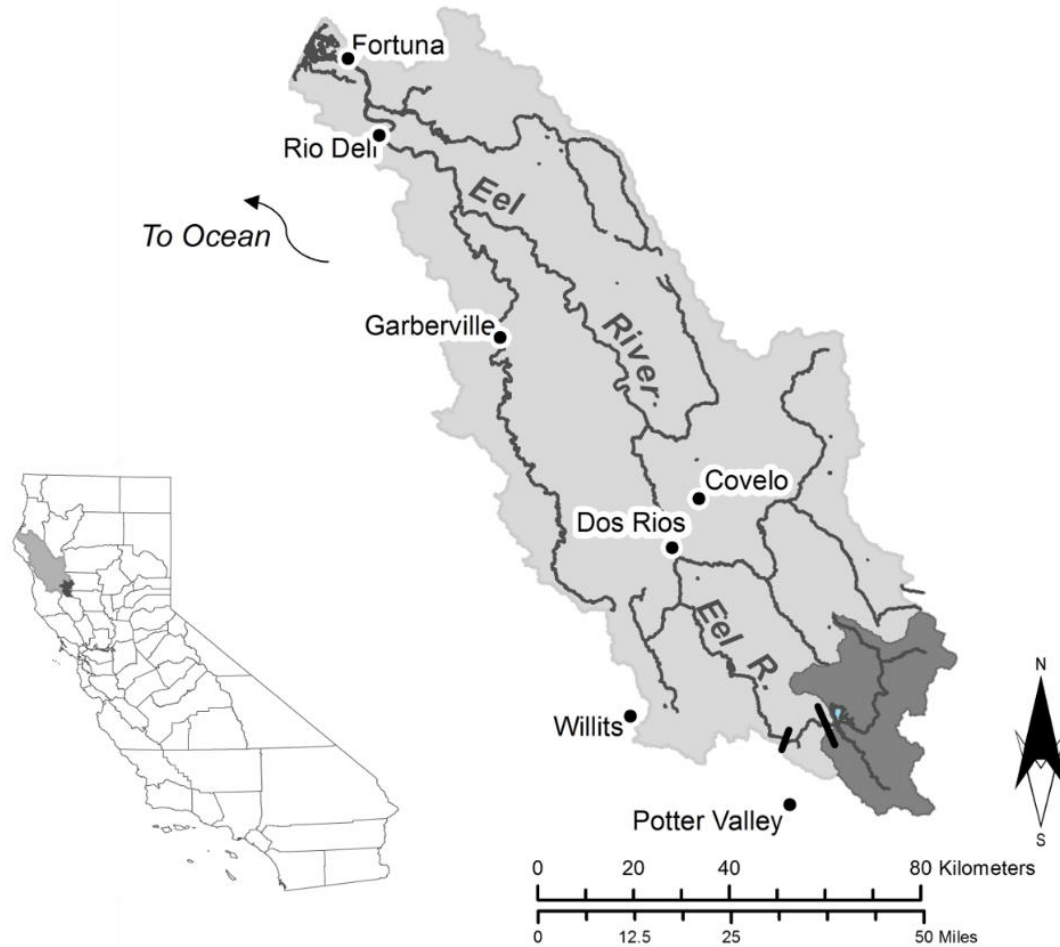 Fortuna
Rio Dell
Eel
To Ocean
Garberville
River.
Covelo
Dos Rios
Eel R.
N
Willits
Potter Valley
S
0 20 40 80 Kilometers
0 12.5 25 50 Miles